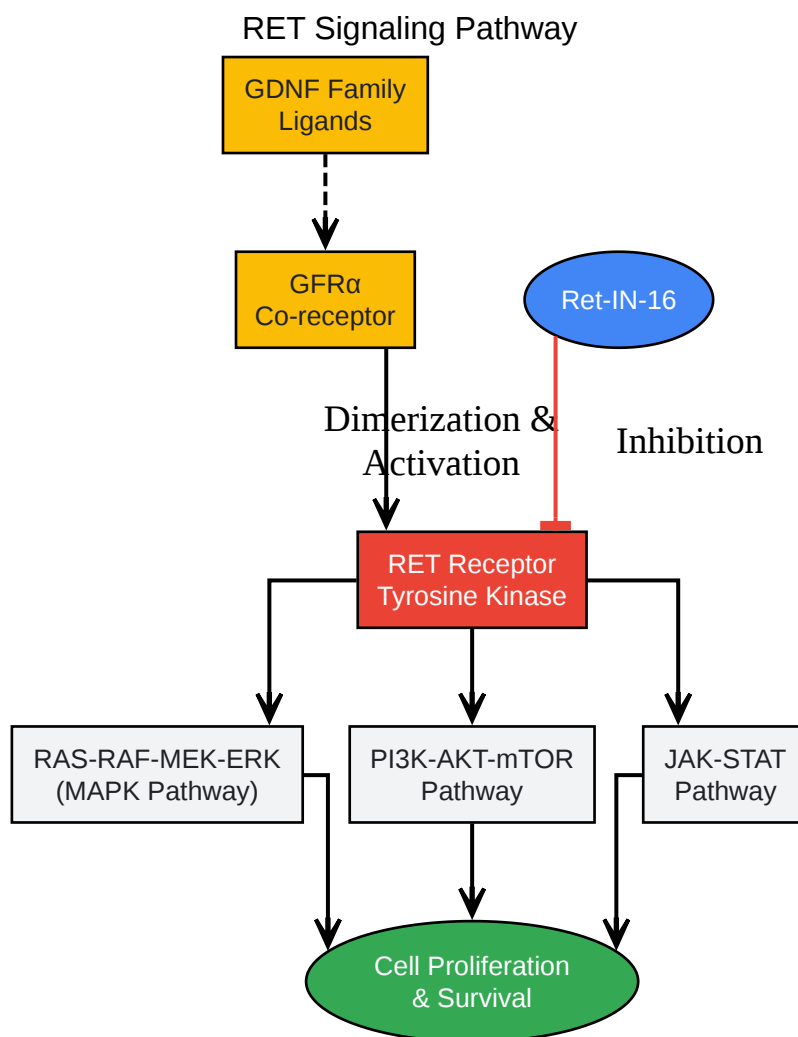 RET Signaling Pathway
GDNF Family
Ligands
GFRα
Co-receptor
Ret-IN-16
Dimerization &
Activation
Inhibition
RET Receptor
Tyrosine Kinase
RAS-RAF-MEK-ERK
(MAPK Pathway)
PI3K-AKT-mTOR
Pathway
JAK-STAT
Pathway
Cell Proliferation
& Survival